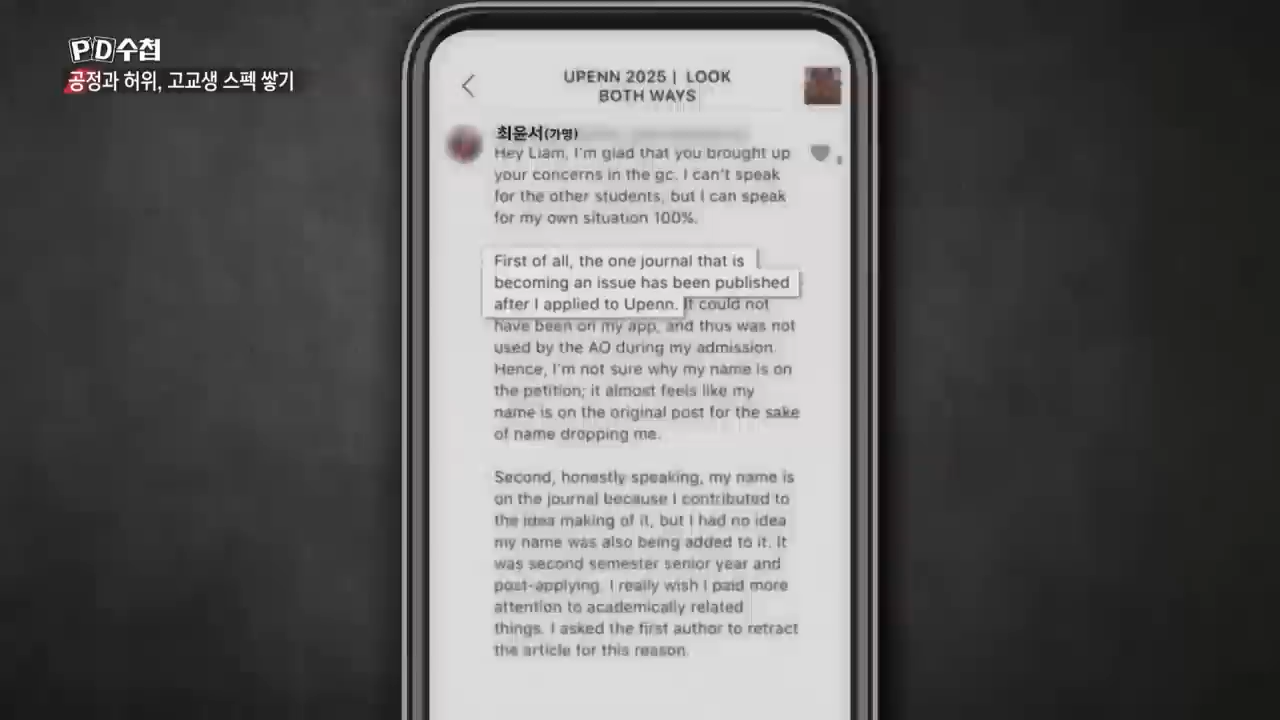 PD수첩
공정과 허위, 고교생 스펙 쌓기
UPENN 2025 | LOOK
BOTH WAYS
최윤서(가명)
Hey Liam, I'm glad that you brought up
your concerns in the gc. I can't speak
for the other students, but I can speak
for my own situation 100%.
First of all, the one journal that is
becoming an issue has been published
after I applied to Upenn. It could not
have been on my app, and thus was not
used by the AO during my admission.
Hence, I'm not sure why my name is on
the petition; it almost feels like my
name is on the original post for the sake
of name dropping me.
Second, honestly speaking, my name is
on the journal because I contributed to
the idea making of it, but I had no idea
my name was also being added to it. It
was second semester senior year and
post-applying. I really wish I paid more
attention to academically related
things. I asked the first author to retract
the article for this reason.